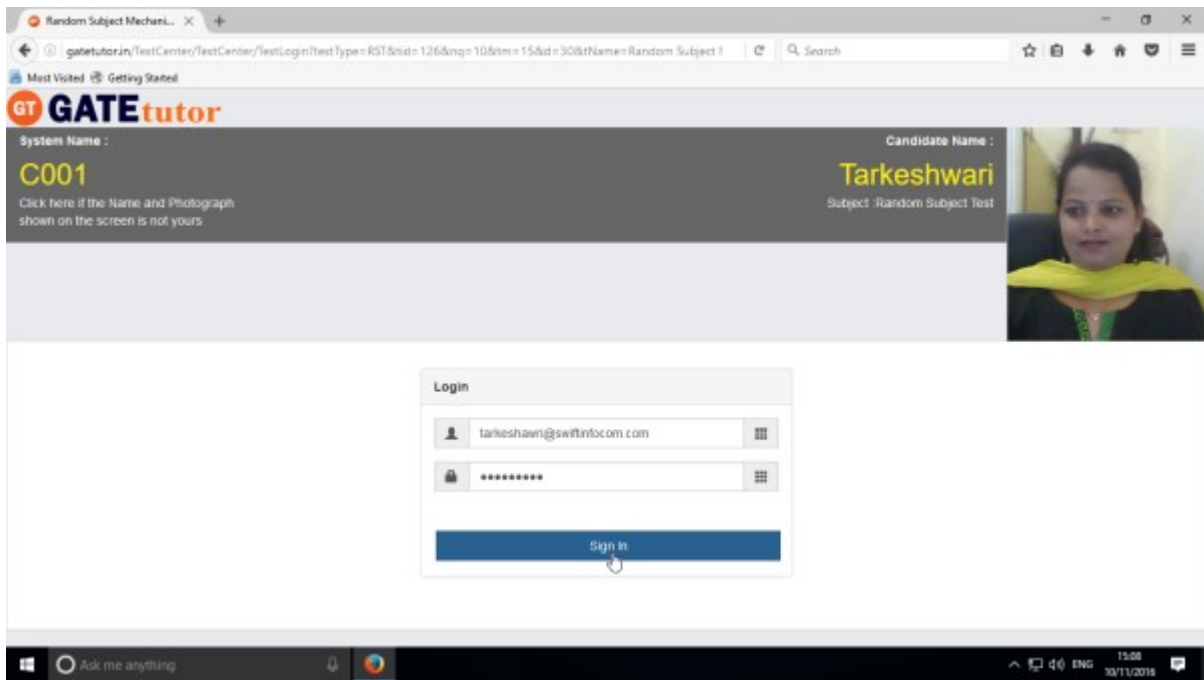 Random Subject Mechani...
gatetutor.in/TestCenter/TestCenter/TestLogin?testType=RST&tid=126&nq=10&tm=15&d=30&tName=Random Subject
Search
Most Visited
Getting Started
GT GATEtutor
System Name :
C001
Click here if the Name and Photograph
shown on the screen is not yours
Candidate Name :
Tarkeshwari
Subject :Random Subject Test
Login
tarkeshawri@swiftinfocom.com
Sign In
Ask me anything
ENG
15:08
10/11/2016